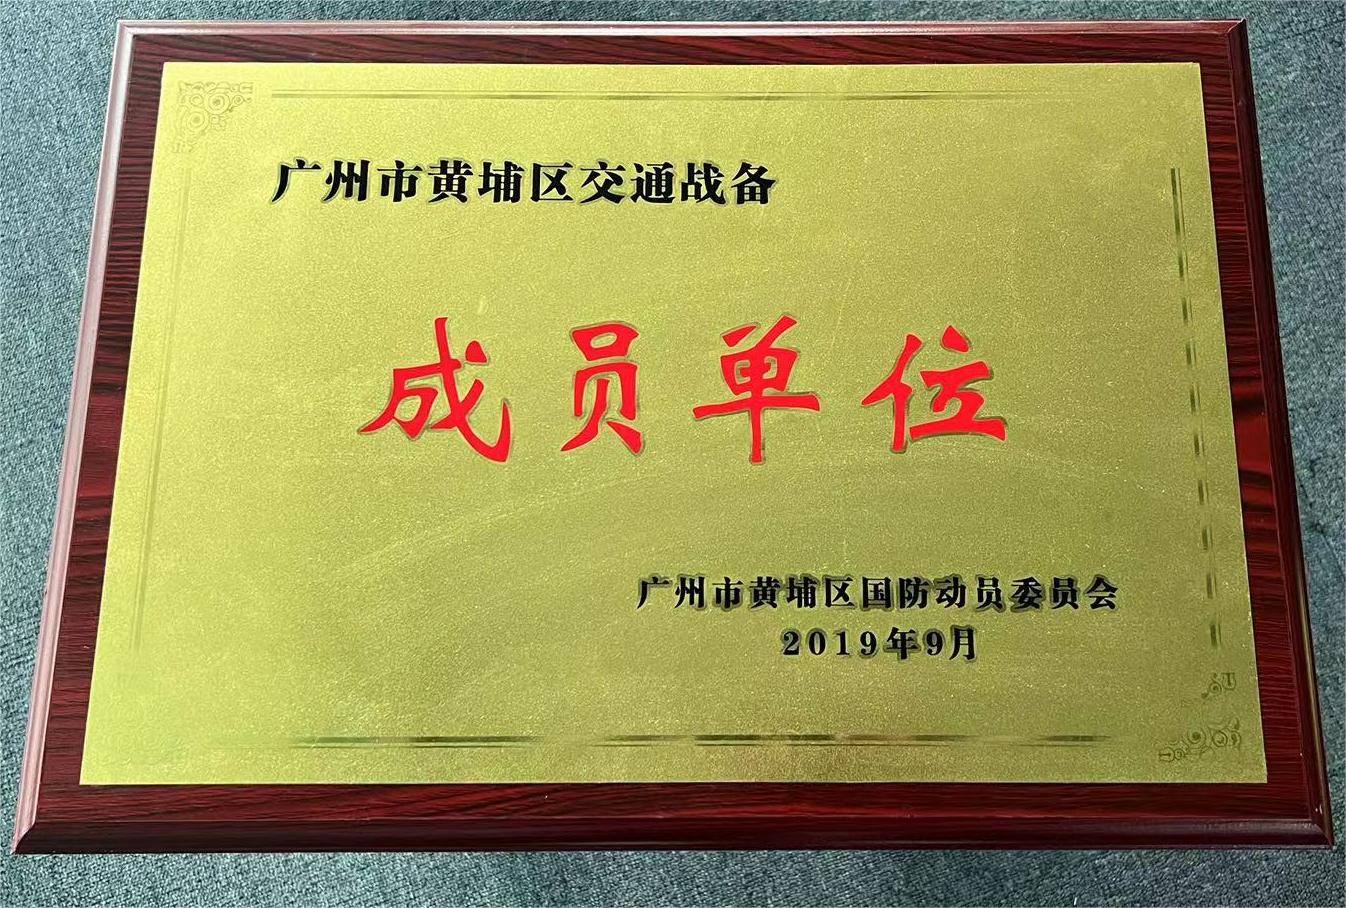 广州市黄埔区交通战备
成员单位
广州市黄埔区国防动员委员会
2019年9月